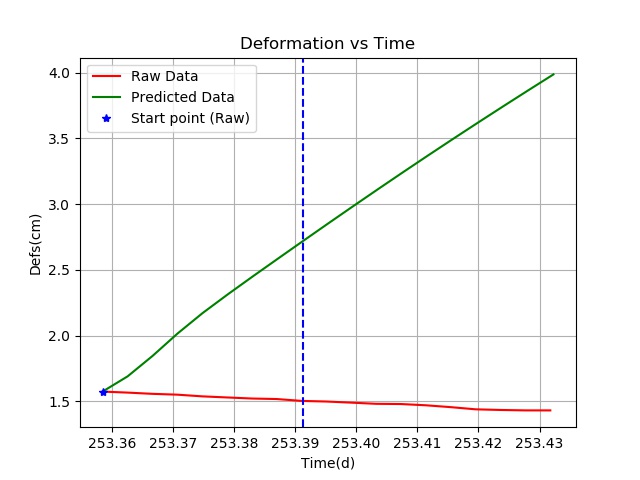 Deformation vs Time
Raw Data
Predicted Data
Start point (Raw)
Defs(cm)
4.0
3.5
3.0
2.5
2.0
1.5
253.36 253.37 253.38 253.39 253.40 253.41 253.42 253.43
Time(d)